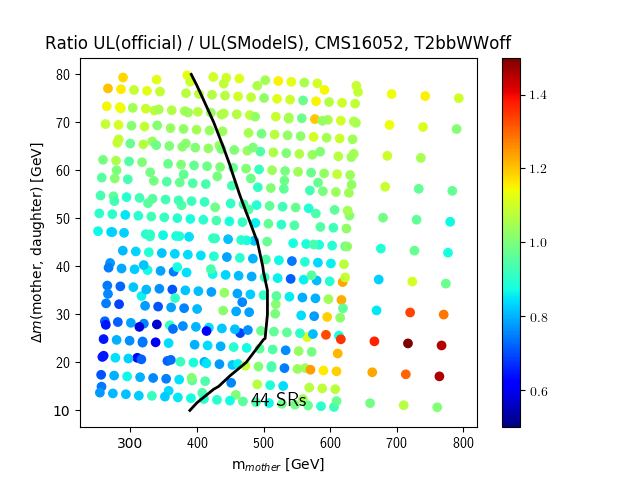 Ratio UL(official) / UL(SModelS), CMS16052, T2bbWWoff
Δm(mother, daughter) [GeV]
80
70
60
50
40
30
20
10
44 SRs
300 400 500 600 700 800
m_mother [GeV]
1.4
1.2
1.0
0.8
0.6